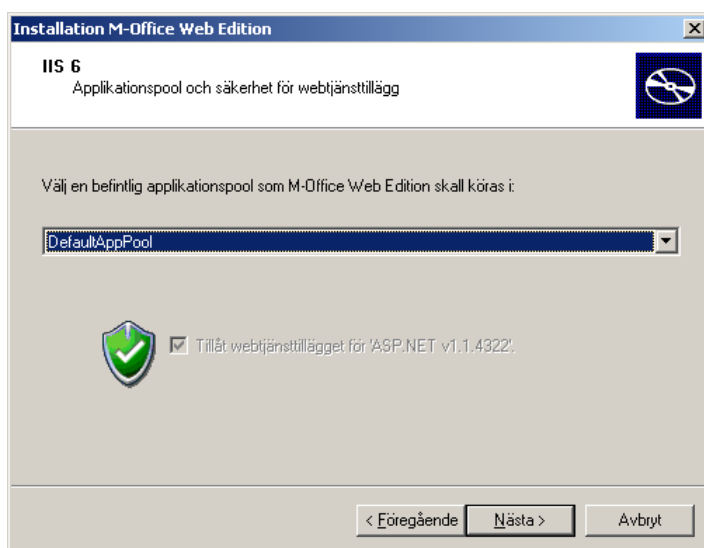 Installation M-Office Web Edition
IIS 6
Applikationspool och säkerhet för webtjänsttillägg
Välj en befintlig applikationspool som M-Office Web Edition skall köras i:
DefaultAppPool
Tillåt webtjänsttillägget för 'ASP.NET v1.1.4322'.
< Föregående
Nästa >
Avbryt